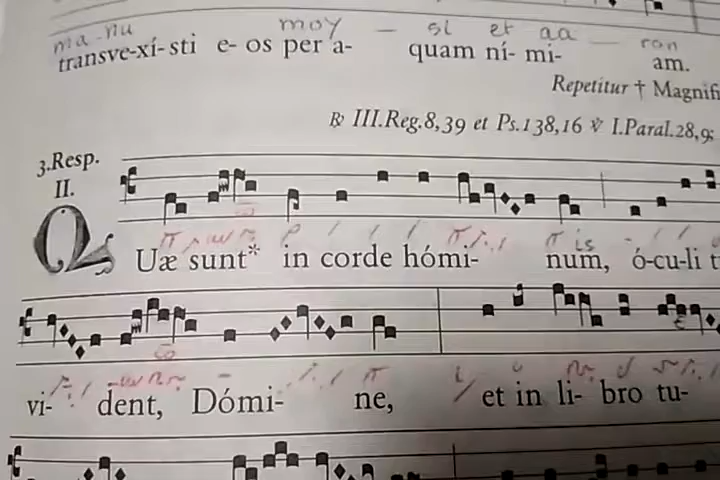 ma - nu moy - si et aa - ron
transve-xí-sti e- os per a- quam ní- mi- am.
Repetitur † Magnifi
℟ III.Reg.8,39 et Ps.138,16 ℣ I.Paral.28,9
3.Resp.
II.
QUæ sunt* in corde hómi- num, ó-cu-li t
vi- dent, Dómi- ne, et in li- bro tu-